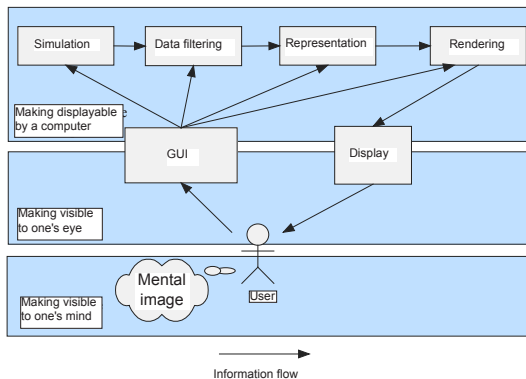 Simulation
Data filtering
Representation
Rendering
Making displayable
by a computer
GUI
Display
Making visible
to one's eye
Mental
image
User
Making visible
to one's mind
Information flow